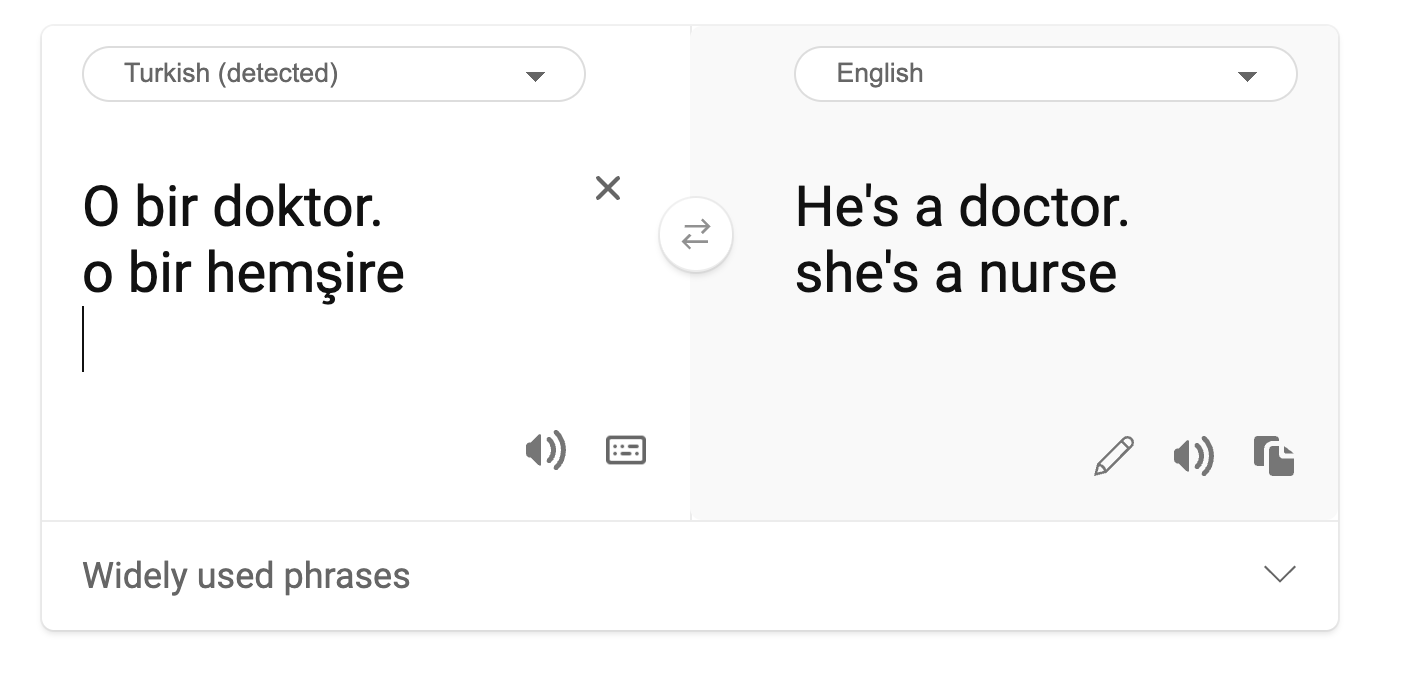 Turkish (detected)
English
O bir doktor.
o bir hemşire
He's a doctor.
she's a nurse
Widely used phrases